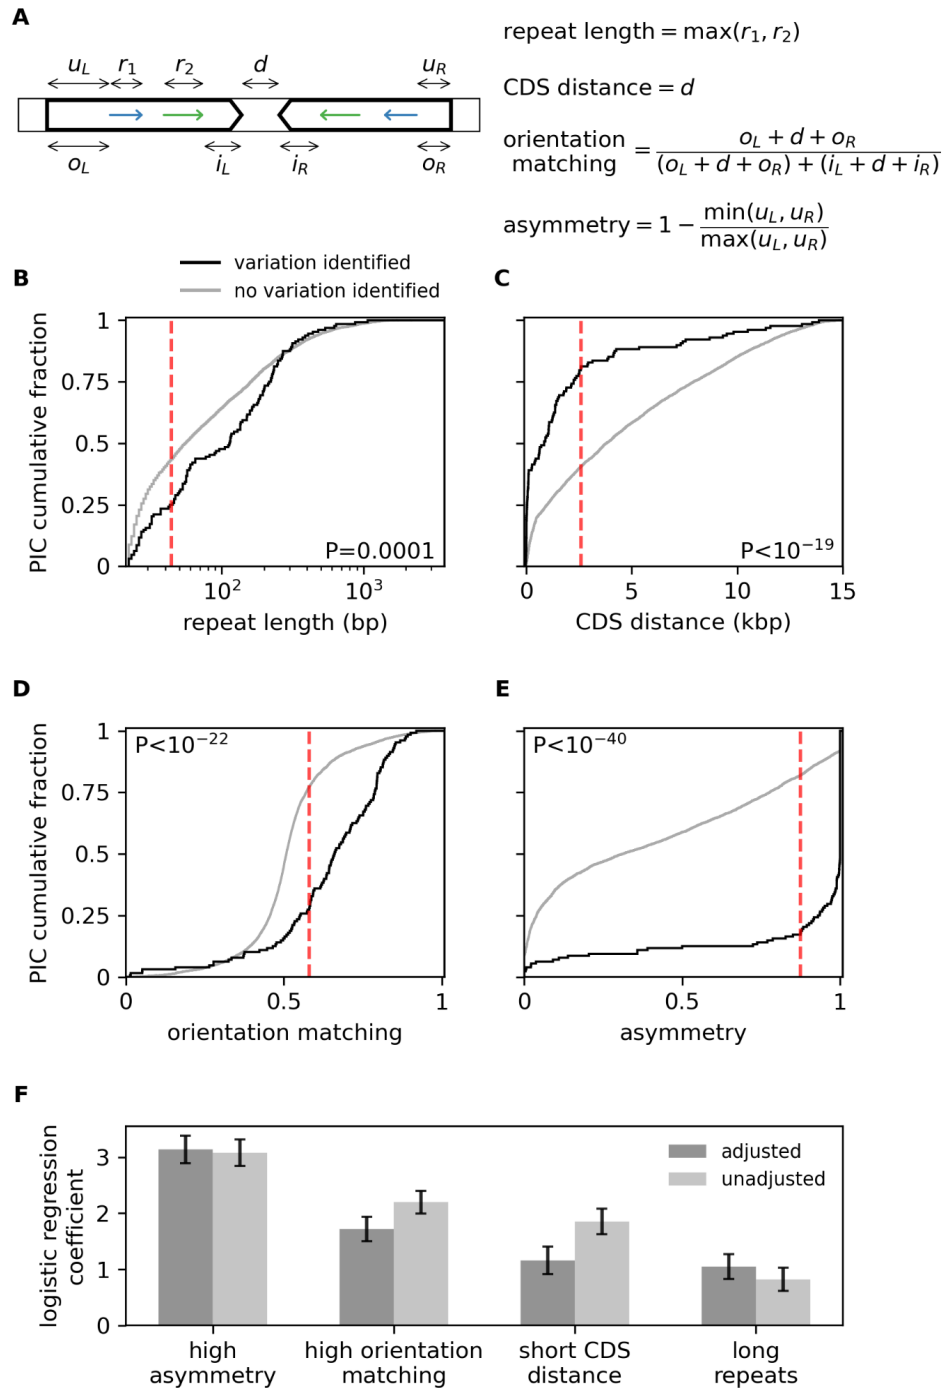 A
u_L r_1 r_2 d u_R
o_L i_L i_R o_R
repeat length = max(r_1, r_2)
CDS distance = d
orientation matching = \frac{o_L + d + o_R}{(o_L + d + o_R) + (i_L + d + i_R)}
asymmetry = 1 − \frac{min(u_L, u_R)}{max(u_L, u_R)}
variation identified
no variation identified
B
PIC cumulative fraction
1
0.75
0.5
0.25
0
P=0.0001
10^2 10^3
repeat length (bp)
C
P<10^{−19}
0 5 10 15
CDS distance (kbp)
D
PIC cumulative fraction
1
0.75
0.5
0.25
0
P<10^{−22}
0 0.5 1
orientation matching
E
P<10^{−40}
0 0.5 1
asymmetry
F
logistic regression
coefficient
3
2
1
0
adjusted
unadjusted
high
asymmetry
high orientation
matching
short CDS
distance
long
repeats